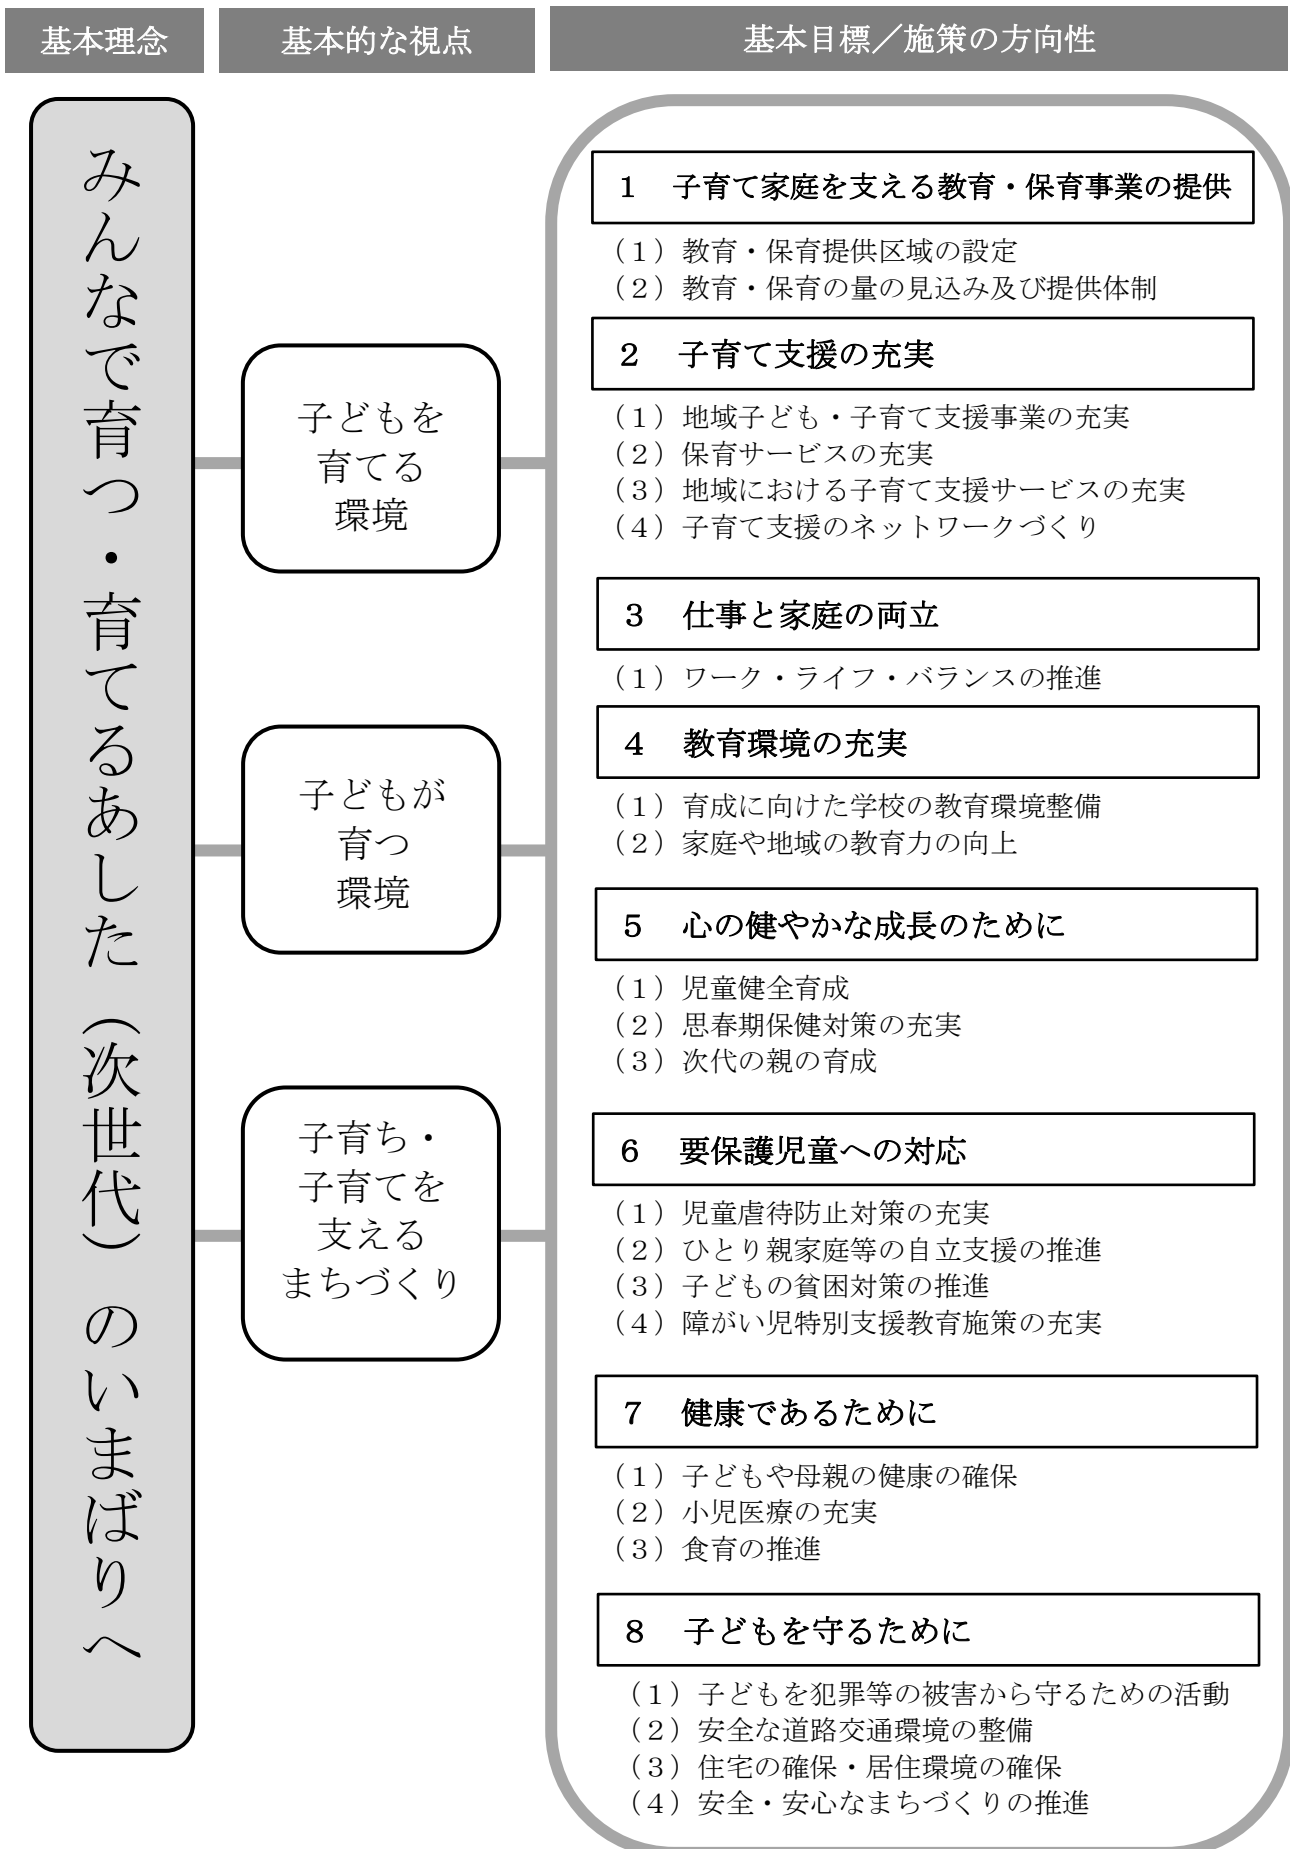 基本理念
基本的な視点
基本目標／施策の方向性
みんなで育つ・育てるあした（次世代）のいまばりへ
子どもを
育てる
環境
子どもが
育つ
環境
子育ち・
子育てを
支える
まちづくり
１　子育て家庭を支える教育・保育事業の提供
（１）教育・保育提供区域の設定
（２）教育・保育の量の見込み及び提供体制
２　子育て支援の充実
（１）地域子ども・子育て支援事業の充実
（２）保育サービスの充実
（３）地域における子育て支援サービスの充実
（４）子育て支援のネットワークづくり
３　仕事と家庭の両立
（１）ワーク・ライフ・バランスの推進
４　教育環境の充実
（１）育成に向けた学校の教育環境整備
（２）家庭や地域の教育力の向上
５　心の健やかな成長のために
（１）児童健全育成
（２）思春期保健対策の充実
（３）次代の親の育成
６　要保護児童への対応
（１）児童虐待防止対策の充実
（２）ひとり親家庭等の自立支援の推進
（３）子どもの貧困対策の推進
（４）障がい児特別支援教育施策の充実
７　健康であるために
（１）子どもや母親の健康の確保
（２）小児医療の充実
（３）食育の推進
８　子どもを守るために
（１）子どもを犯罪等の被害から守るための活動
（２）安全な道路交通環境の整備
（３）住宅の確保・居住環境の確保
（４）安全・安心なまちづくりの推進